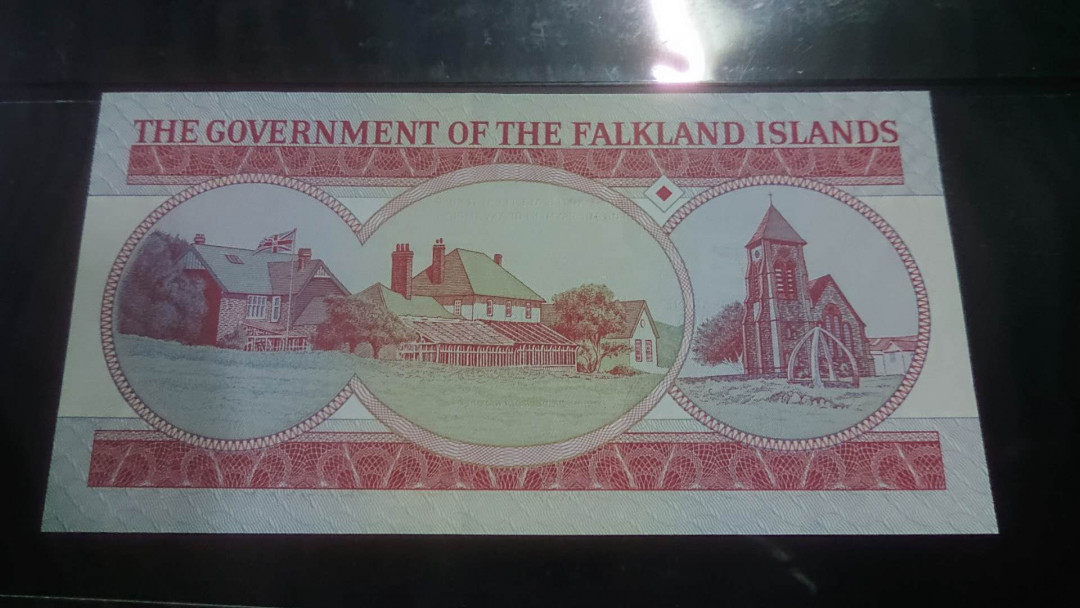 THE GOVERNMENT OF THE FALKLAND ISLANDS